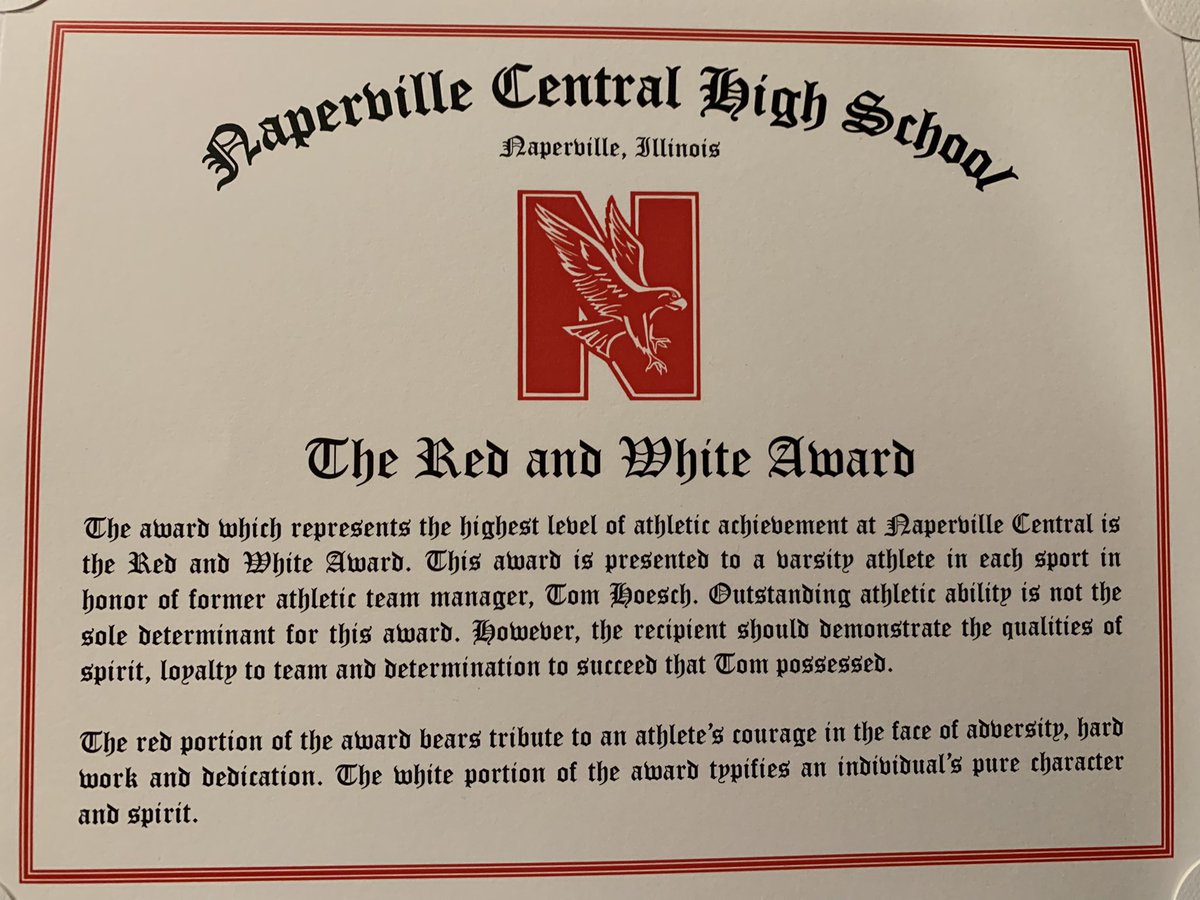 Naperville Central High School
Naperville, Illinois
N
The Red and White Award
The award which represents the highest level of athletic achievement at Naperville Central is
the Red and White Award. This award is presented to a varsity athlete in each sport in
honor of former athletic team manager, Tom Hoesch. Outstanding athletic ability is not the
sole determinant for this award. However, the recipient should demonstrate the qualities of
spirit, loyalty to team and determination to succeed that Tom possessed.
The red portion of the award bears tribute to an athlete's courage in the face of adversity, hard
work and dedication. The white portion of the award typifies an individual's pure character
and spirit.